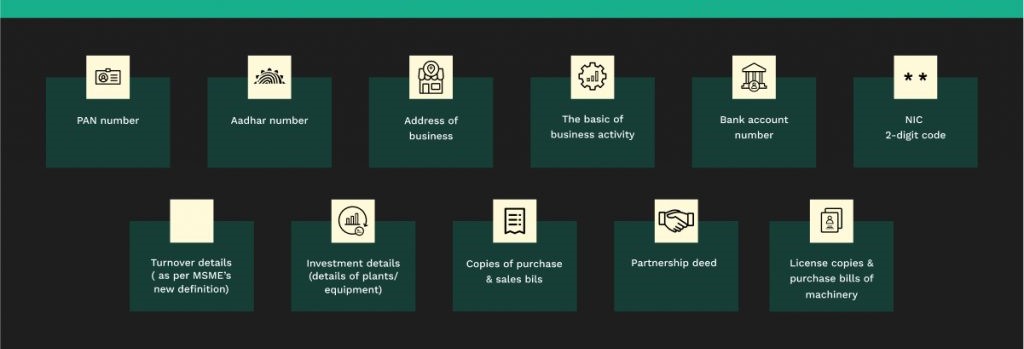 PAN number
Aadhar number
Address of
business
The basic of
business activity
Bank account
number
**
NIC
2-digit code
Turnover details
( as per MSME's
new definition)
Investment details
(details of plants/
equipment)
Copies of purchase
& sales bils
Partnership deed
License copies &
purchase bills of
machinery